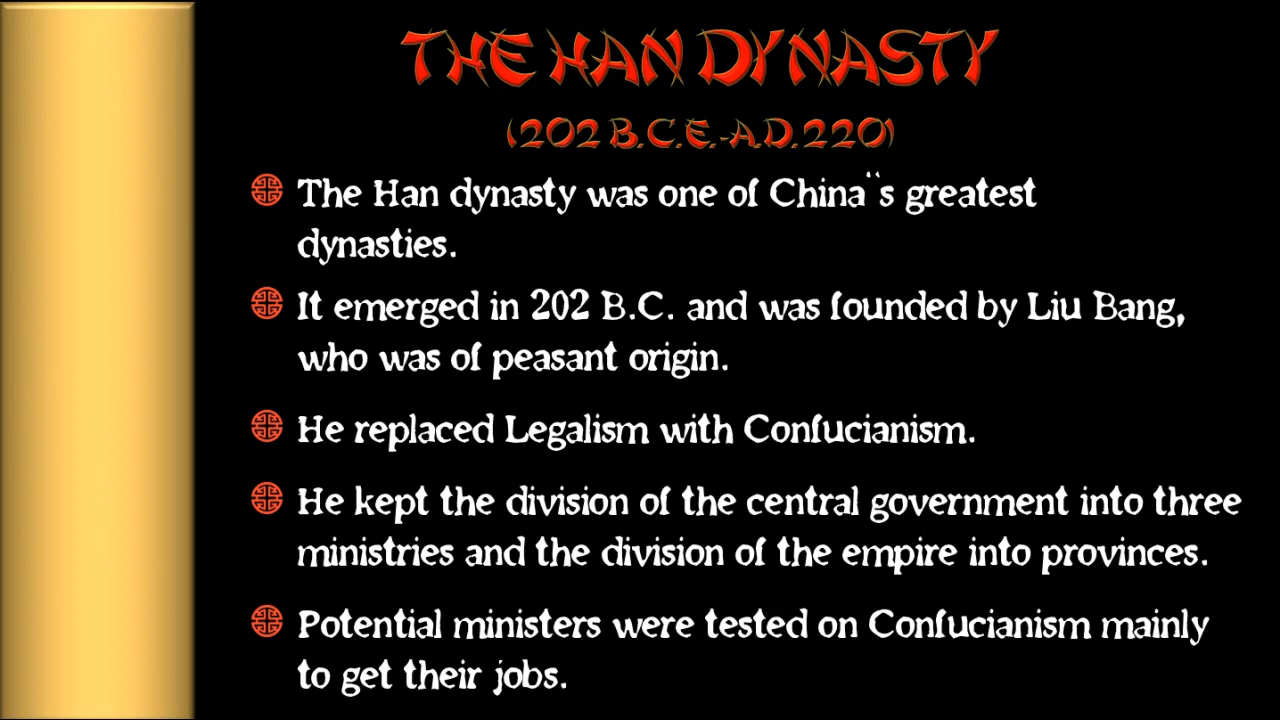 THE HAN DYNASTY
(202 B.C.E.-A.D. 220)
The Han dynasty was one of China``s greatest
dynasties.
It emerged in 202 B.C. and was founded by Liu Bang,
who was of peasant origin.
He replaced Legalism with Confucianism.
He kept the division of the central government into three
ministries and the division of the empire into provinces.
Potential ministers were tested on Confucianism mainly
to get their jobs.